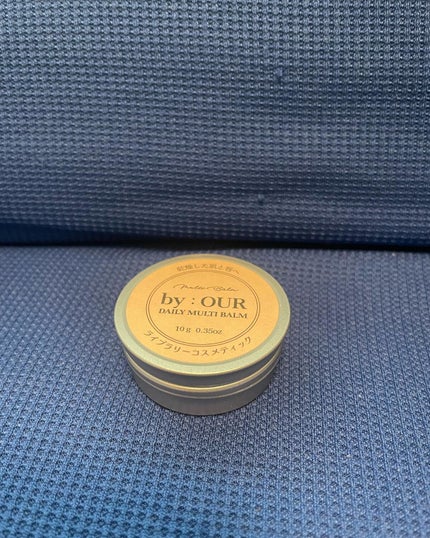 乾燥した肌と唇へ
Multi Balm
by : OUR
DAILY MULTI BALM
10g 0.35oz
ライブラリーコスメティック